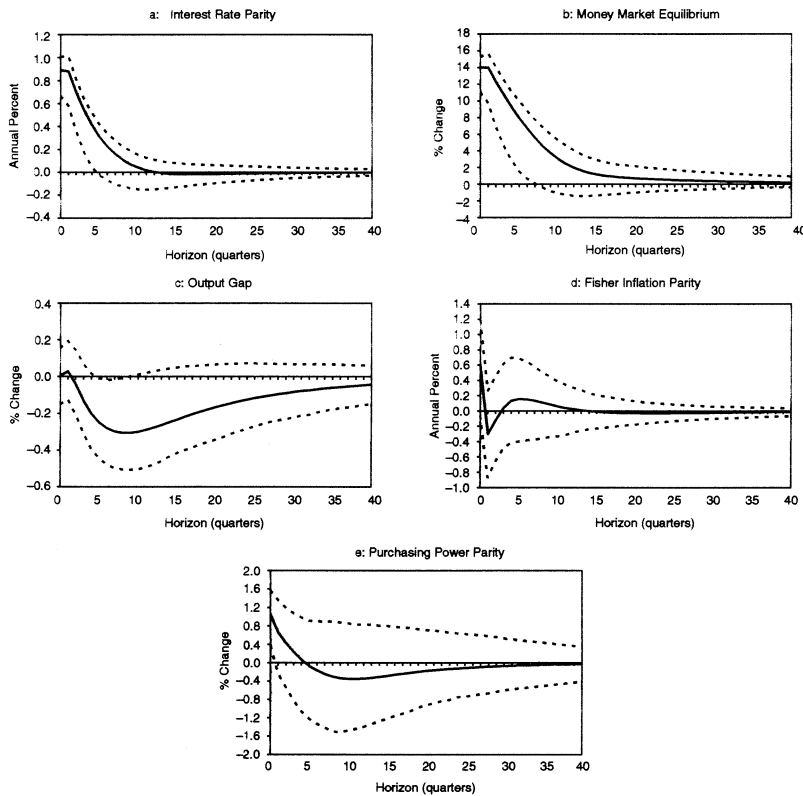 a: Interest Rate Parity
1.2
1.0
0.8
0.6
0.4
0.2
0.0
−0.2
−0.4
Annual Percent
0 5 10 15 20 25 30 35 40
Horizon (quarters)
b: Money Market Equilibrium
18
16
14
12
10
8
6
4
2
0
−2
−4
% Change
0 5 10 15 20 25 30 35 40
Horizon (quarters)
c: Output Gap
0.4
0.2
0.0
−0.2
−0.4
−0.6
% Change
0 5 10 15 20 25 30 35 40
Horizon (quarters)
d: Fisher Inflation Parity
1.4
1.2
1.0
0.8
0.6
0.4
0.2
0.0
−0.2
−0.4
−0.6
−0.8
−1.0
Annual Percent
0 5 10 15 20 25 30 35 40
Horizon (quarters)
e: Purchasing Power Parity
2.0
1.6
1.2
0.8
0.4
0.0
−0.4
−0.8
−1.2
−1.6
−2.0
% Change
0 5 10 15 20 25 30 35 40
Horizon (quarters)